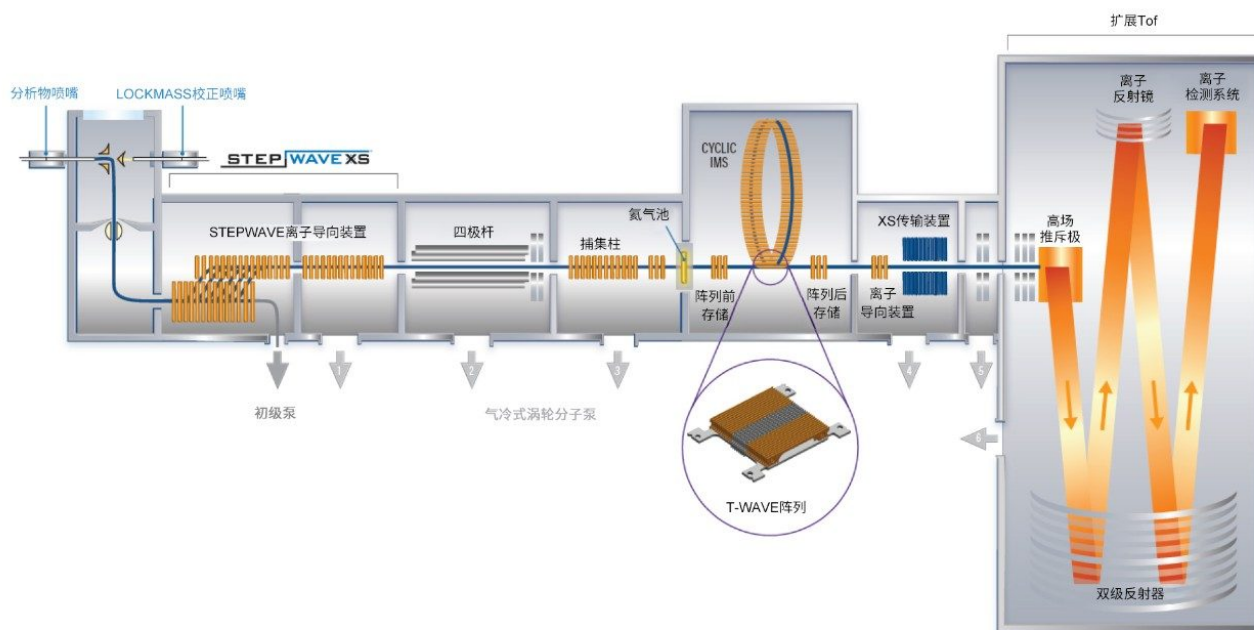 扩展Tof
分析物喷嘴
LOCKMASS校正喷嘴
STEPWAVE XS
离子
反射镜
离子
检测系统
CYCLIC
IMS
STEPWAVE离子导向装置
四极杆
捕集柱
氦气池
XS传输装置
高场
推斥极
阵列前
存储
阵列后
存储
离子
导向装置
1
2
3
4
5
6
初级泵
气冷式涡轮分子泵
T-WAVE阵列
双级反射器